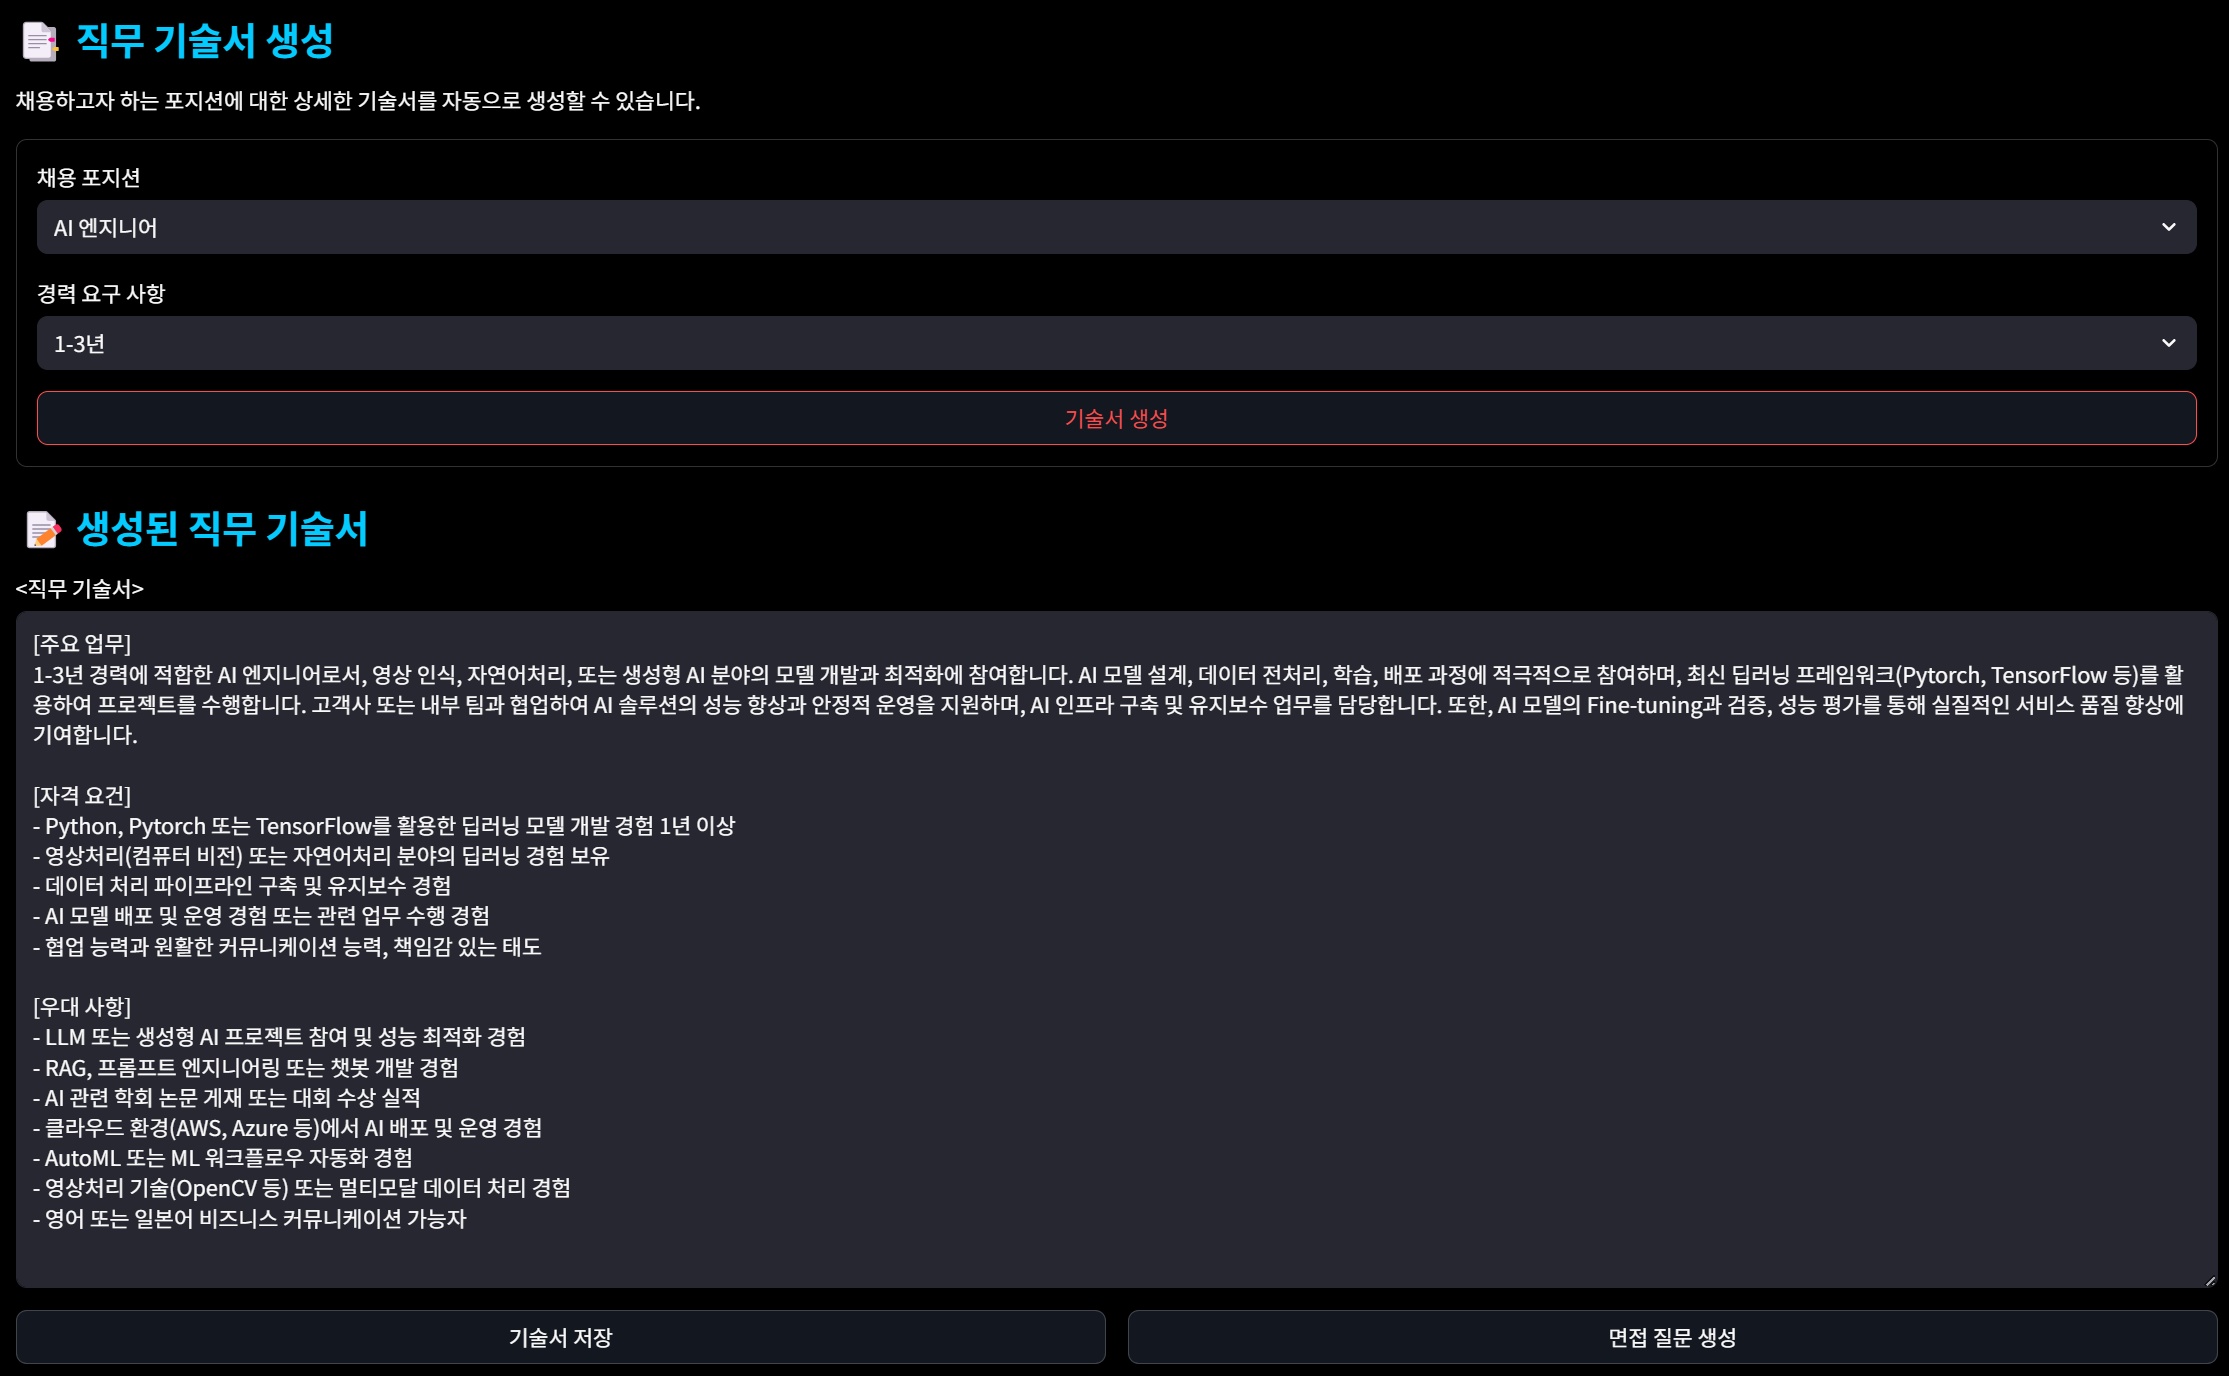 직무 기술서 생성
채용하고자 하는 포지션에 대한 상세한 기술서를 자동으로 생성할 수 있습니다.
채용 포지션
AI 엔지니어
경력 요구 사항
1-3년
기술서 생성
생성된 직무 기술서
<직무 기술서>
[주요 업무]
1-3년 경력에 적합한 AI 엔지니어로서, 영상 인식, 자연어처리, 또는 생성형 AI 분야의 모델 개발과 최적화에 참여합니다. AI 모델 설계, 데이터 전처리, 학습, 배포 과정에 적극적으로 참여하며, 최신 딥러닝 프레임워크(Pytorch, TensorFlow 등)를 활
용하여 프로젝트를 수행합니다. 고객사 또는 내부 팀과 협업하여 AI 솔루션의 성능 향상과 안정적 운영을 지원하며, AI 인프라 구축 및 유지보수 업무를 담당합니다. 또한, AI 모델의 Fine-tuning과 검증, 성능 평가를 통해 실질적인 서비스 품질 향상에
기여합니다.
[자격 요건]
- Python, Pytorch 또는 TensorFlow를 활용한 딥러닝 모델 개발 경험 1년 이상
- 영상처리(컴퓨터 비전) 또는 자연어처리 분야의 딥러닝 경험 보유
- 데이터 처리 파이프라인 구축 및 유지보수 경험
- AI 모델 배포 및 운영 경험 또는 관련 업무 수행 경험
- 협업 능력과 원활한 커뮤니케이션 능력, 책임감 있는 태도
[우대 사항]
- LLM 또는 생성형 AI 프로젝트 참여 및 성능 최적화 경험
- RAG, 프롬프트 엔지니어링 또는 챗봇 개발 경험
- AI 관련 학회 논문 게재 또는 대회 수상 실적
- 클라우드 환경(AWS, Azure 등)에서 AI 배포 및 운영 경험
- AutoML 또는 ML 워크플로우 자동화 경험
- 영상처리 기술(OpenCV 등) 또는 멀티모달 데이터 처리 경험
- 영어 또는 일본어 비즈니스 커뮤니케이션 가능자
기술서 저장
면접 질문 생성